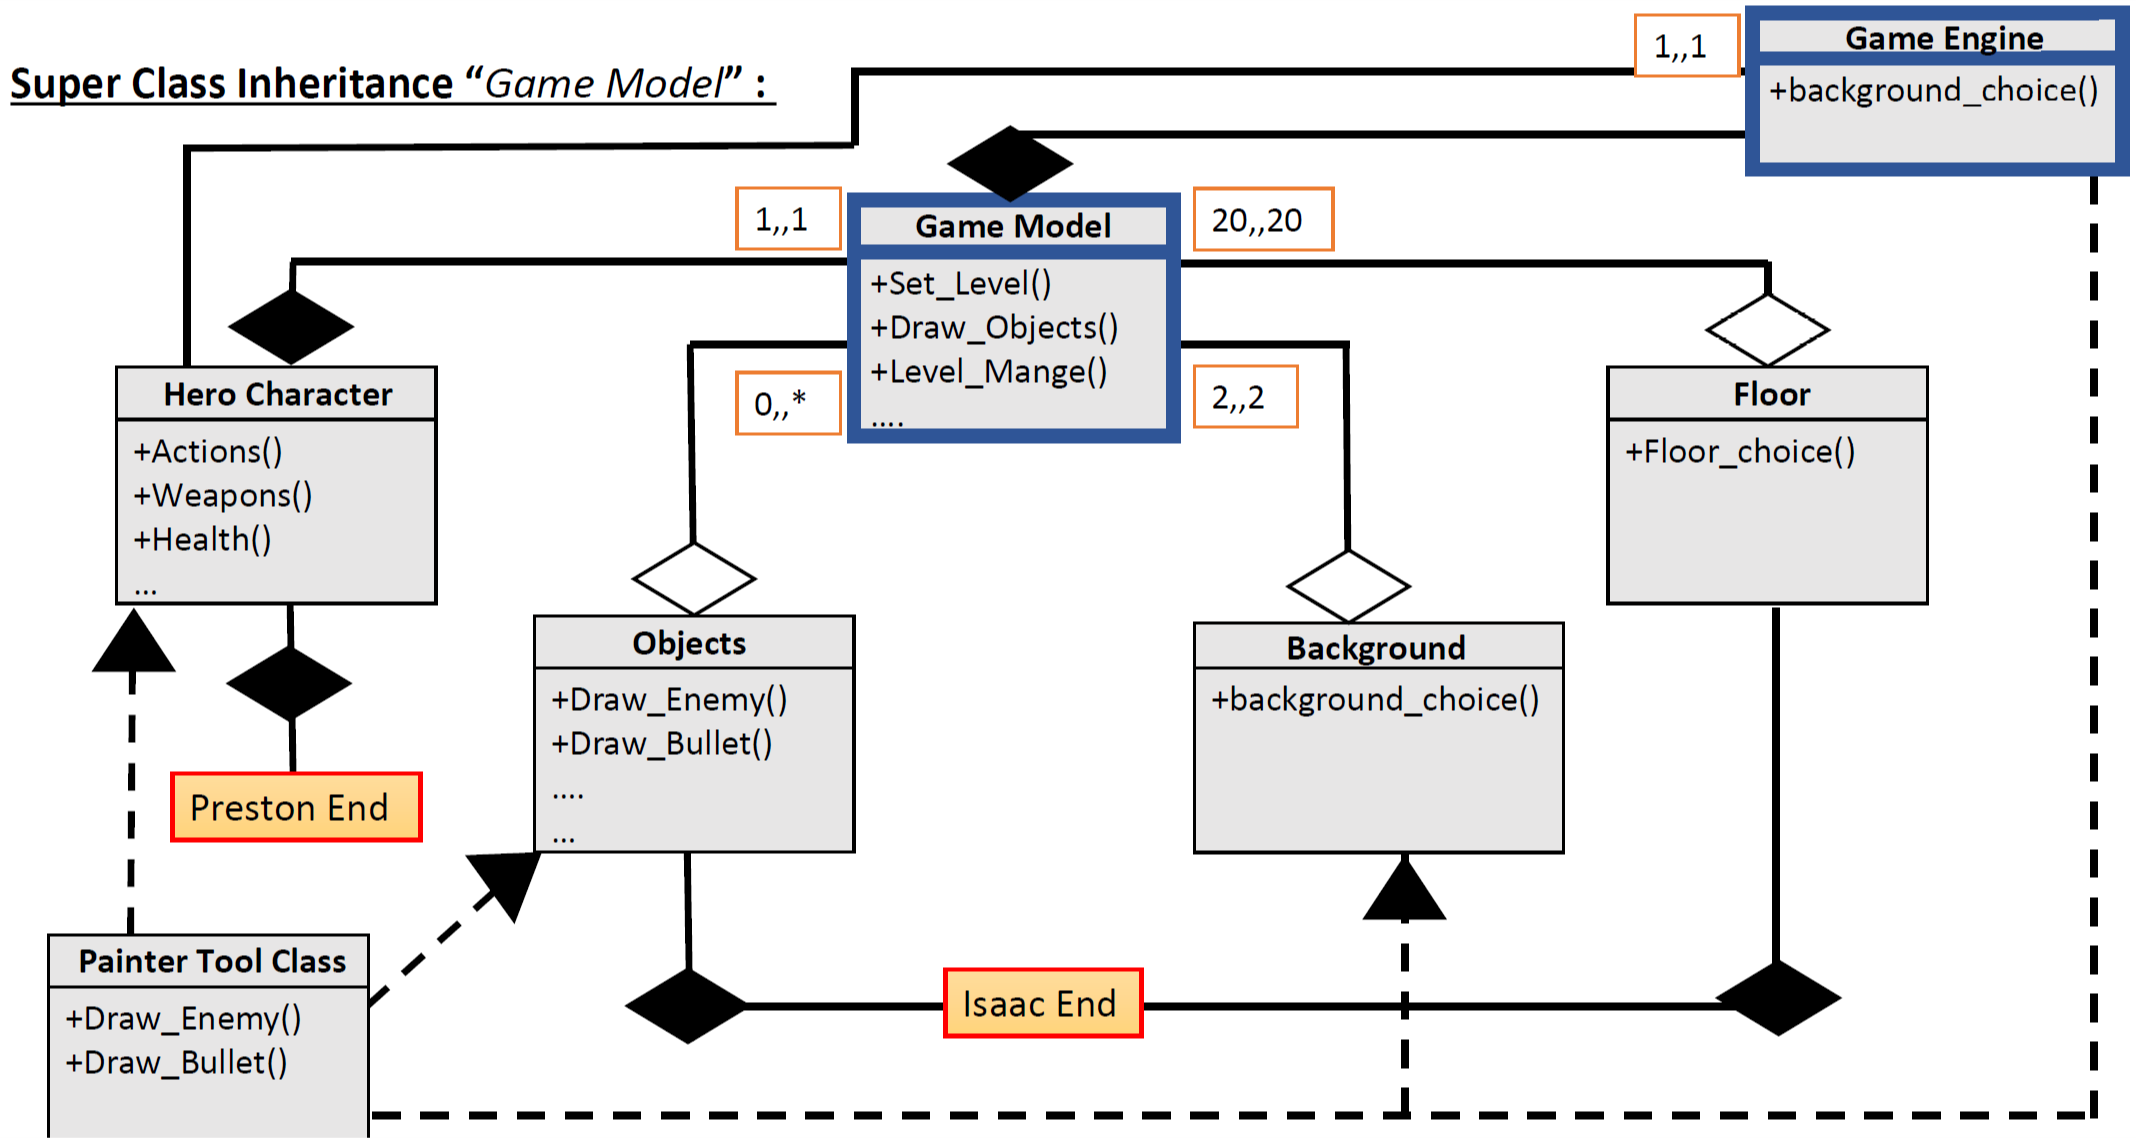 Super Class Inheritance “Game Model” :
1,,1
Game Engine
+background_choice()
1,,1
Game Model
+Set_Level()
+Draw_Objects()
+Level_Mange()
....
20,,20
0,,*
2,,2
Hero Character
+Actions()
+Weapons()
+Health()
...
Floor
+Floor_choice()
Objects
+Draw_Enemy()
+Draw_Bullet()
....
...
Background
+background_choice()
Preston End
Painter Tool Class
+Draw_Enemy()
+Draw_Bullet()
Isaac End